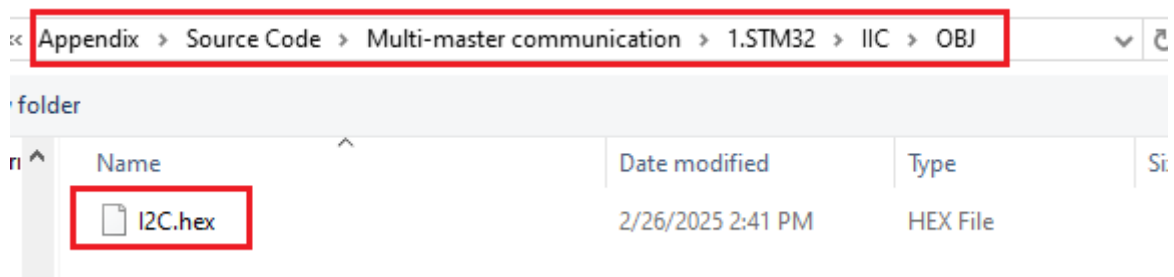 « Appendix > Source Code > Multi-master communication > 1.STM32 > IIC > OBJ
folder
Name Date modified Type
I2C.hex 2/26/2025 2:41 PM HEX File